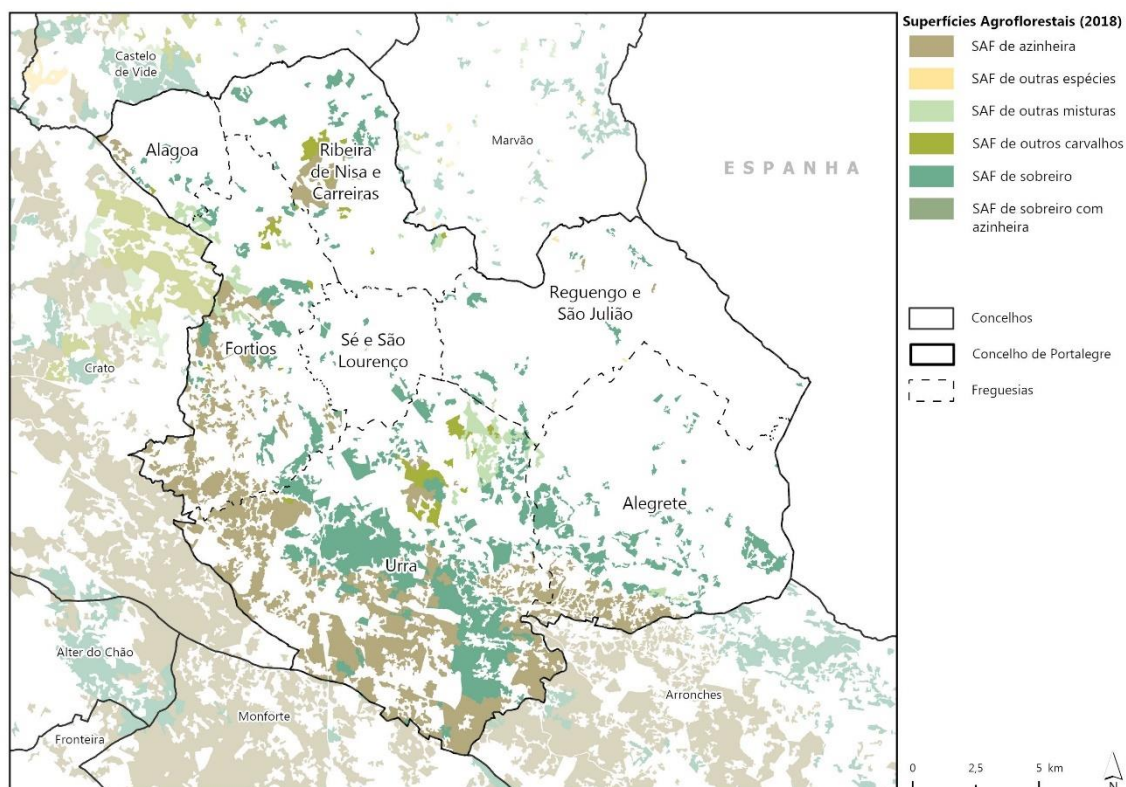 Castelo
de Vide
Alagoa
Ribeira
de Nisa e
Carreiras
Marvão
ESPANHA
Reguengo e
São Julião
Sé e São
Lourenço
Fortios
Crato
Alegrete
Urra
Alter do Chão
Arronches
Monforte
Fronteira
Superfícies Agroflorestais (2018)
SAF de azinheira
SAF de outras espécies
SAF de outras misturas
SAF de outros carvalhos
SAF de sobreiro
SAF de sobreiro com
azinheira
Concelhos
Concelho de Portalegre
Freguesias
0 2,5 5 km
N